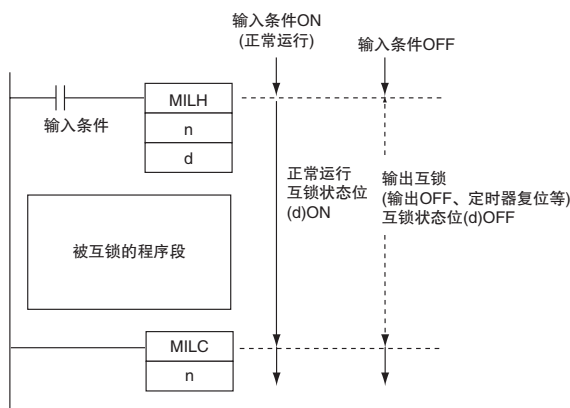 输入条件ON
(正常运行)
输入条件OFF
MILH
n
d
输入条件
正常运行
互锁状态位
(d)ON
输出互锁
(输出OFF、定时器复位等)
互锁状态位(d)OFF
被互锁的程序段
MILC
n